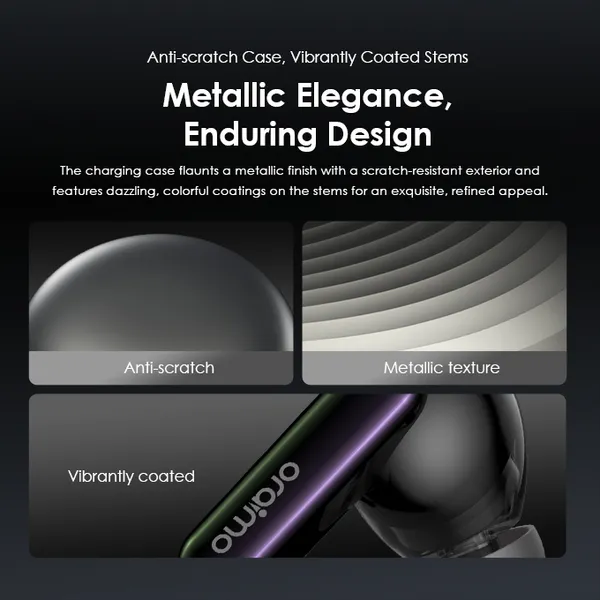 Anti-scratch Case, Vibrantly Coated Stems
Metallic Elegance,
Enduring Design
The charging case flaunts a metallic finish with a scratch-resistant exterior and
features dazzling, colorful coatings on the stems for an exquisite, refined appeal.
Anti-scratch
Metallic texture
Vibrantly coated
oraimo